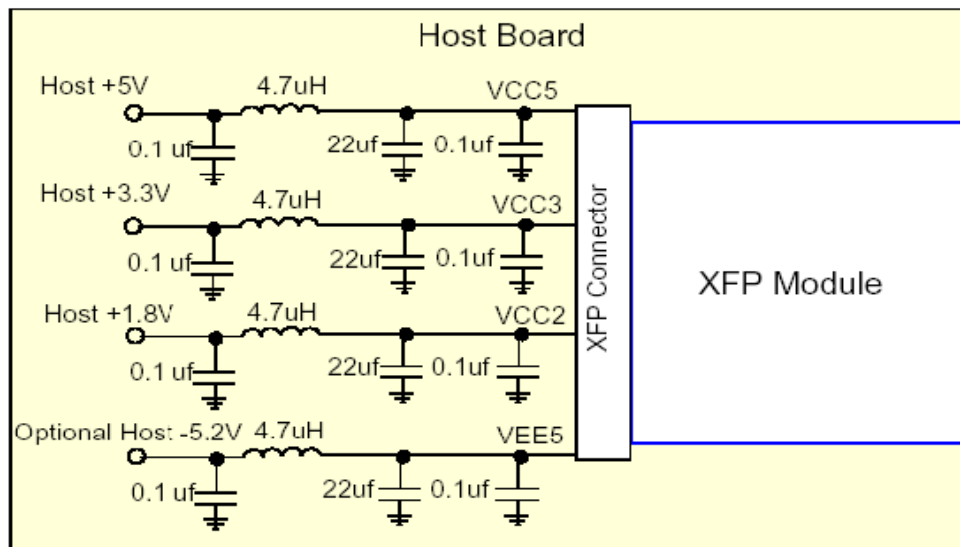 Host Board
Host +5V
4.7uH
VCC5
0.1 uf
22uf
0.1uf
Host +3.3V
4.7uH
VCC3
0.1 uf
22uf
0.1uf
Host +1.8V
4.7uH
VCC2
0.1 uf
22uf
0.1uf
Optional Host -5.2V
4.7uH
VEE5
0.1 uf
22uf
0.1uf
XFP Connector
XFP Module